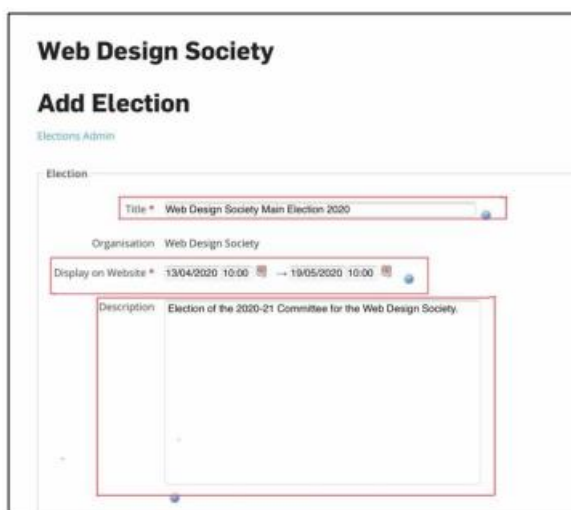 Web Design Society
Add Election
Elections Admin
Election
Title * Web Design Society Main Election 2020
Organisation Web Design Society
Display on Website * 13/04/2020 10:00 → 19/05/2020 10:00
Description Election of the 2020-21 Committee for the Web Design Society.